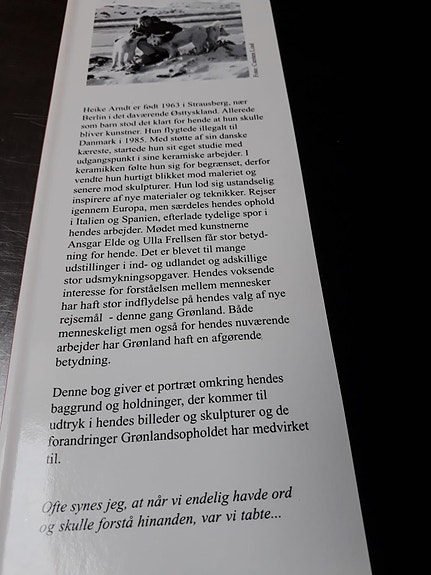 Foto: Carsten Lund
Heike Arndt er født 1963 i Strausberg, nær
Berlin i det daværende Østtyskland. Allerede
som barn stod det klart for hende at hun skulle
bliver kunstner. Hun flygtede illegalt til
Danmark i 1985. Med støtte af sin danske
kæreste, startede hun sit eget studie med
udgangspunkt i sine keramiske arbejder. I
keramikken følte hun sig for begrænset, derfor
vendte hun hurtigt blikket mod maleriet og
senere mod skulpturer. Hun lod sig ustandselig
inspirere af nye materialer og teknikker. Rejser
igennem Europa, men særdeles hendes ophold
i Italien og Spanien, efterlade tydelige spor i
hendes arbejder. Mødet med kunstnerne
Ansgar Elde og Ulla Frellsen får stor betyd-
ning for hende. Det er blevet til mange
udstillinger i ind- og udlandet og adskillige
stor udsmykningsopgaver. Hendes voksende
interesse for forståelsen mellem mennesker
har haft stor indflydelse på hendes valg af nye
rejsemål - denne gang Grønland. Både
menneskeligt men også for hendes nuværende
arbejder har Grønland haft en afgørende
betydning.
Denne bog giver et portræt omkring hendes
baggrund og holdninger, der kommer til
udtryk i hendes billeder og skulpturer og de
forandringer Grønlandsopholdet har medvirket
til.
Ofte synes jeg, at når vi endelig havde ord
og skulle forstå hinanden, var vi tabte...